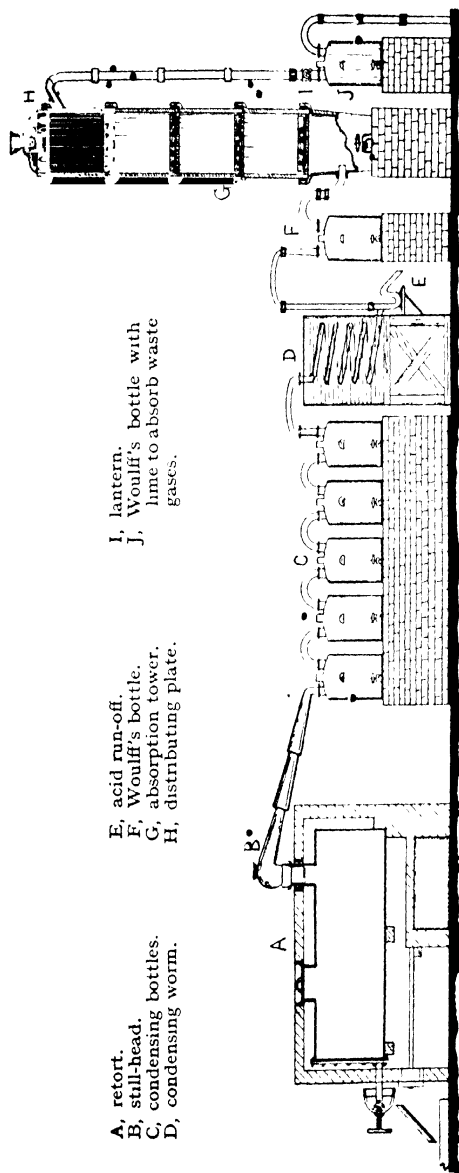 A, retort.
B, still-head.
C, condensing bottles.
D, condensing worm.
E, acid run-off.
F, Woulff's bottle.
G, absorption tower.
H, distributing plate.
I, lantern.
J, Woulff's bottle with
lime to absorb waste
gases.
A
B
C
D
E
F
G
H
I
J